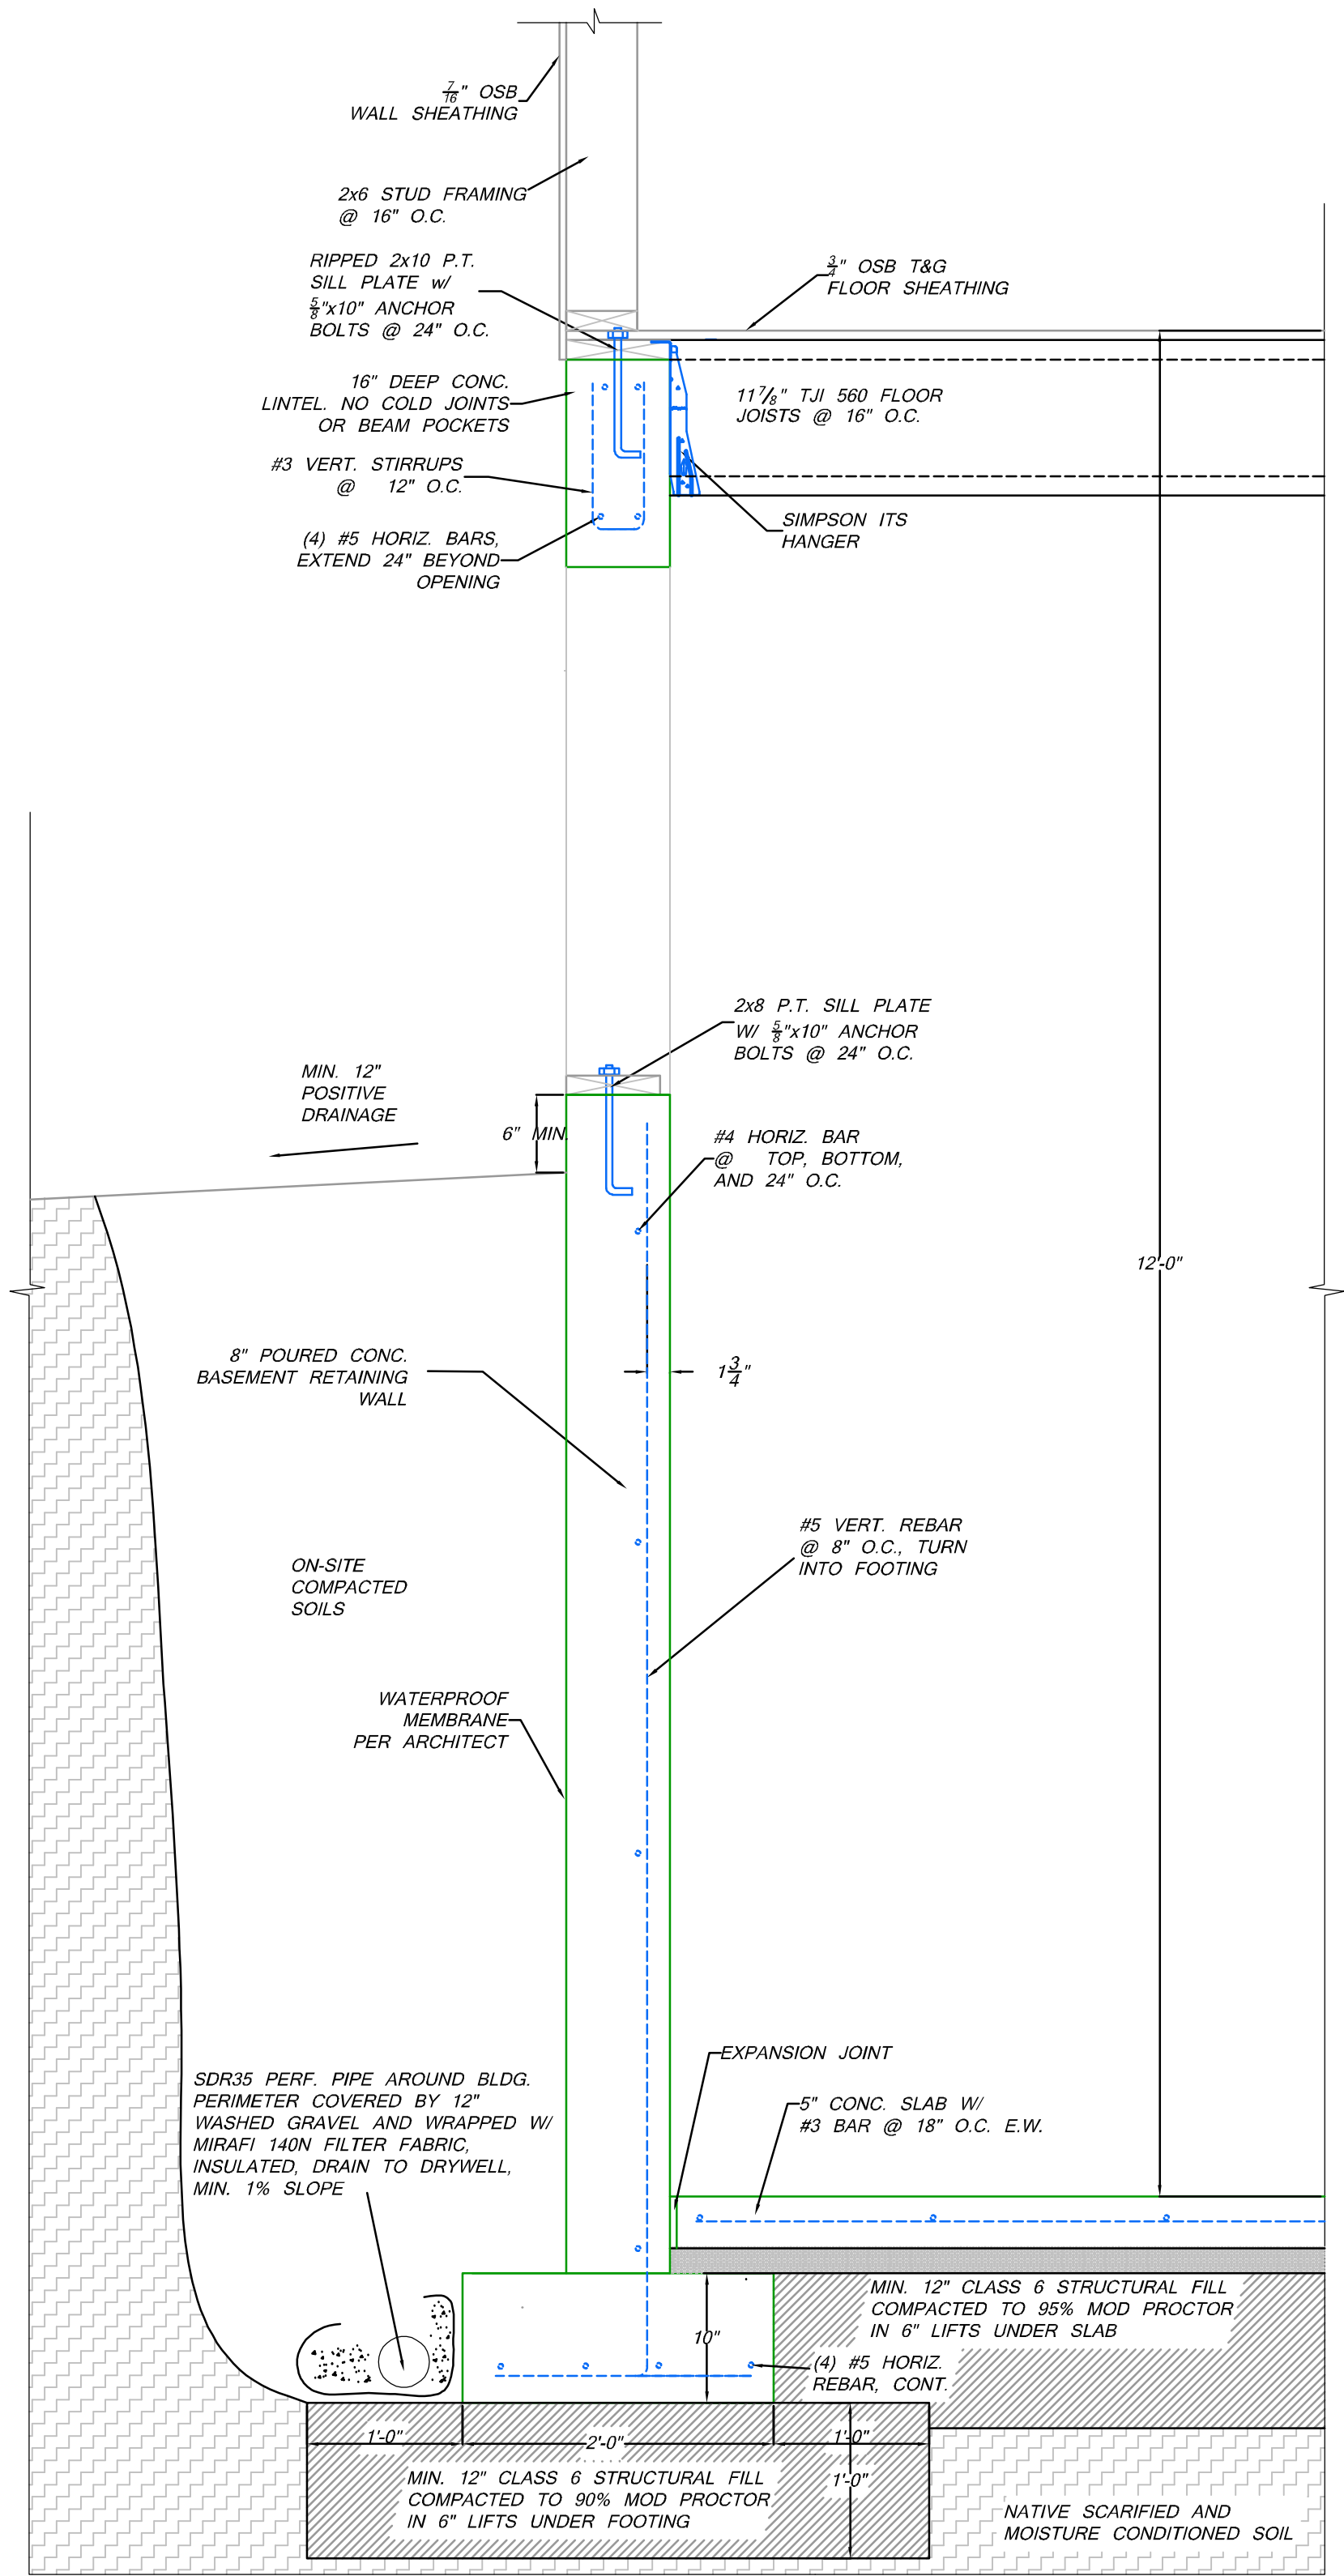 7/16" OSB
WALL SHEATHING
2x6 STUD FRAMING
@ 16" O.C.
RIPPED 2x10 P.T.
SILL PLATE w/
5/8"x10" ANCHOR
BOLTS @ 24" O.C.
3/4" OSB T&G
FLOOR SHEATHING
16" DEEP CONC.
LINTEL. NO COLD JOINTS
OR BEAM POCKETS
11 7/8" TJI 560 FLOOR
JOISTS @ 16" O.C.
#3 VERT. STIRRUPS
@ 12" O.C.
SIMPSON ITS
HANGER
(4) #5 HORIZ. BARS,
EXTEND 24" BEYOND
OPENING
2x8 P.T. SILL PLATE
W/ 5/8"x10" ANCHOR
BOLTS @ 24" O.C.
MIN. 12"
POSITIVE
DRAINAGE
6" MIN.
#4 HORIZ. BAR
@ TOP, BOTTOM,
AND 24" O.C.
12'-0"
8" POURED CONC.
BASEMENT RETAINING
WALL
1 3/4"
#5 VERT. REBAR
@ 8" O.C., TURN
INTO FOOTING
ON-SITE
COMPACTED
SOILS
WATERPROOF
MEMBRANE
PER ARCHITECT
EXPANSION JOINT
SDR35 PERF. PIPE AROUND BLDG.
PERIMETER COVERED BY 12"
WASHED GRAVEL AND WRAPPED W/
MIRAFI 140N FILTER FABRIC,
INSULATED, DRAIN TO DRYWELL,
MIN. 1% SLOPE
5" CONC. SLAB W/
#3 BAR @ 18" O.C. E.W.
MIN. 12" CLASS 6 STRUCTURAL FILL
COMPACTED TO 95% MOD PROCTOR
IN 6" LIFTS UNDER SLAB
10"
(4) #5 HORIZ.
REBAR, CONT.
1'-0"
2'-0"
1'-0"
1'-0"
MIN. 12" CLASS 6 STRUCTURAL FILL
COMPACTED TO 90% MOD PROCTOR
IN 6" LIFTS UNDER FOOTING
NATIVE SCARIFIED AND
MOISTURE CONDITIONED SOIL